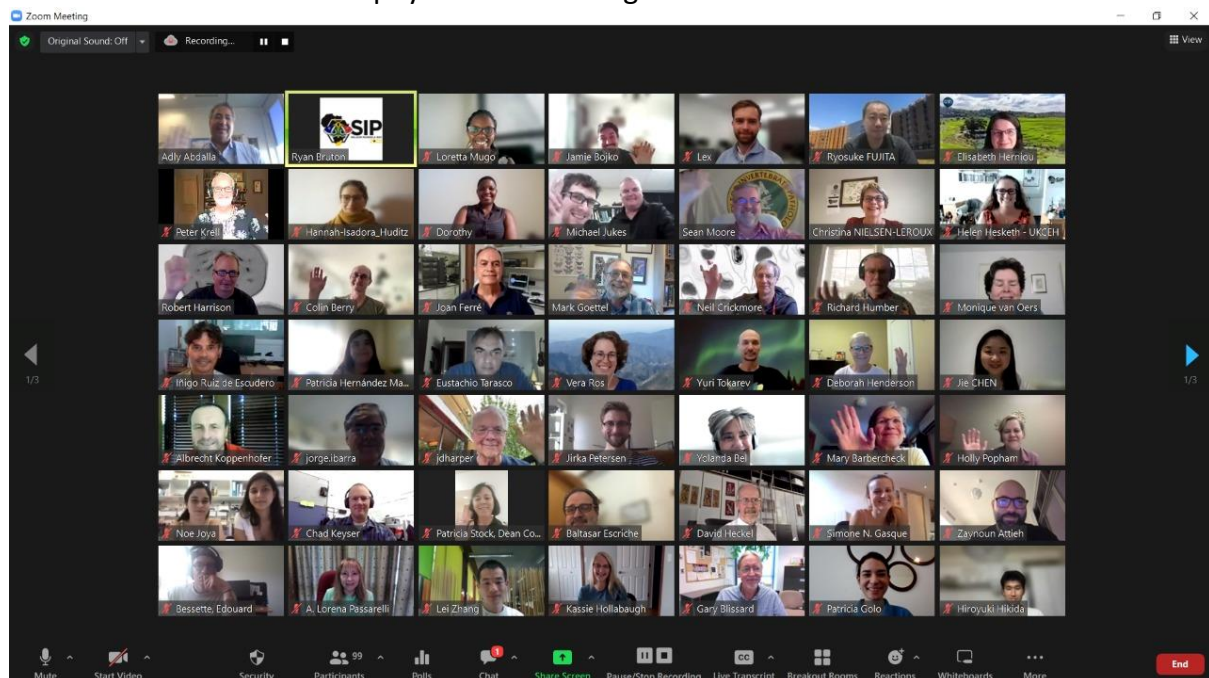 Zoom Meeting
Original Sound: Off Recording... View
SIP
Adly Abdalla Ryan Bruton Loretta Mugo Jamie Bojko Lex Ryosuke FUJITA Elisabeth Herniou
Peter Krell Hannah-Isadora_Huditz Dorothy Michael Jukes Sean Moore Christina NIELSEN-LEROUX Helen Hesketh - UKCEH
Robert Harrison Colin Berry Joan Ferré Mark Goettel Neil Crickmore Richard Humber Monique van Oers
1/3 Iñigo Ruiz de Escudero Patricia Hernández Ma... Eustachio Tarasco Vera Ros Yuri Tokarev Deborah Henderson Jie CHEN 1/3
Albrecht Koppenhofer jorge.ibarra jdharper Jirka Petersen Yolanda Bel Mary Barbercheck Holly Popham
Noe Joya Chad Keyser Patricia Stock, Dean Co... Baltasar Escriche David Heckel Simone N. Gasque Zaynoun Attieh
Bessette, Edouard A. Lorena Passarelli Lei Zhang Kassie Hollabaugh Gary Blissard Patricia Golo Hiroyuki Hikida
99 1 CC
Mute Start Video Security Participants Polls Chat Share Screen Pause/Stop Recording Live Transcript Breakout Rooms Reactions Whiteboards More End